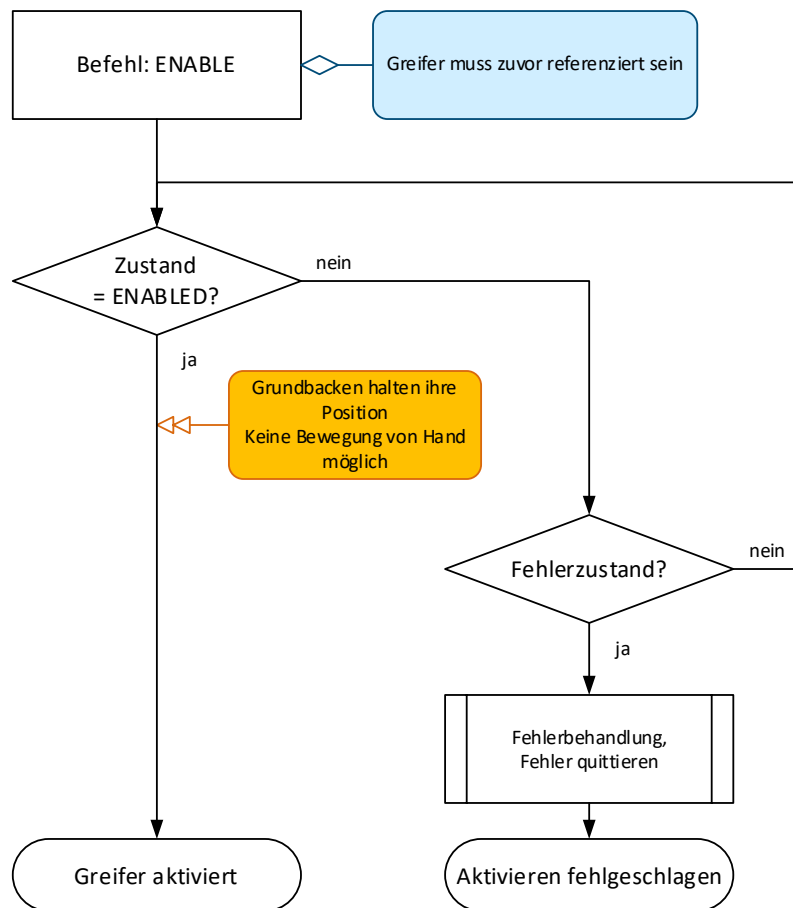 Befehl: ENABLE
Greifer muss zuvor referenziert sein
Zustand
= ENABLED?
nein
ja
Grundbacken halten ihre
Position
Keine Bewegung von Hand
möglich
Fehlerzustand?
nein
ja
Fehlerbehandlung,
Fehler quittieren
Greifer aktiviert
Aktivieren fehlgeschlagen